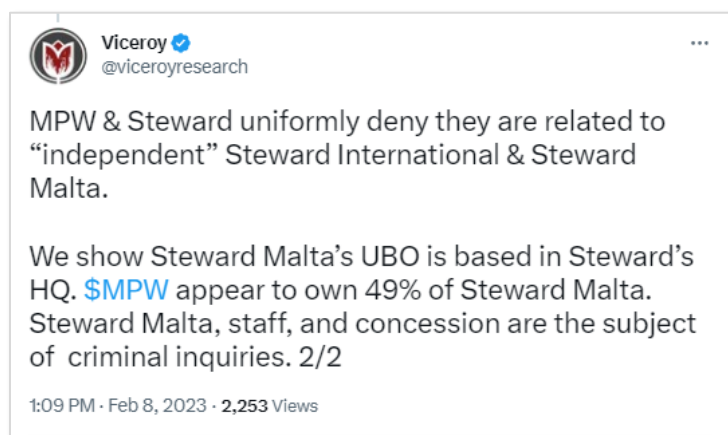 Viceroy
@viceroyresearch
MPW & Steward uniformly deny they are related to
“independent” Steward International & Steward
Malta.
We show Steward Malta’s UBO is based in Steward’s
HQ. $MPW appear to own 49% of Steward Malta.
Steward Malta, staff, and concession are the subject
of  criminal inquiries. 2/2
1:09 PM · Feb 8, 2023 · 2,253 Views